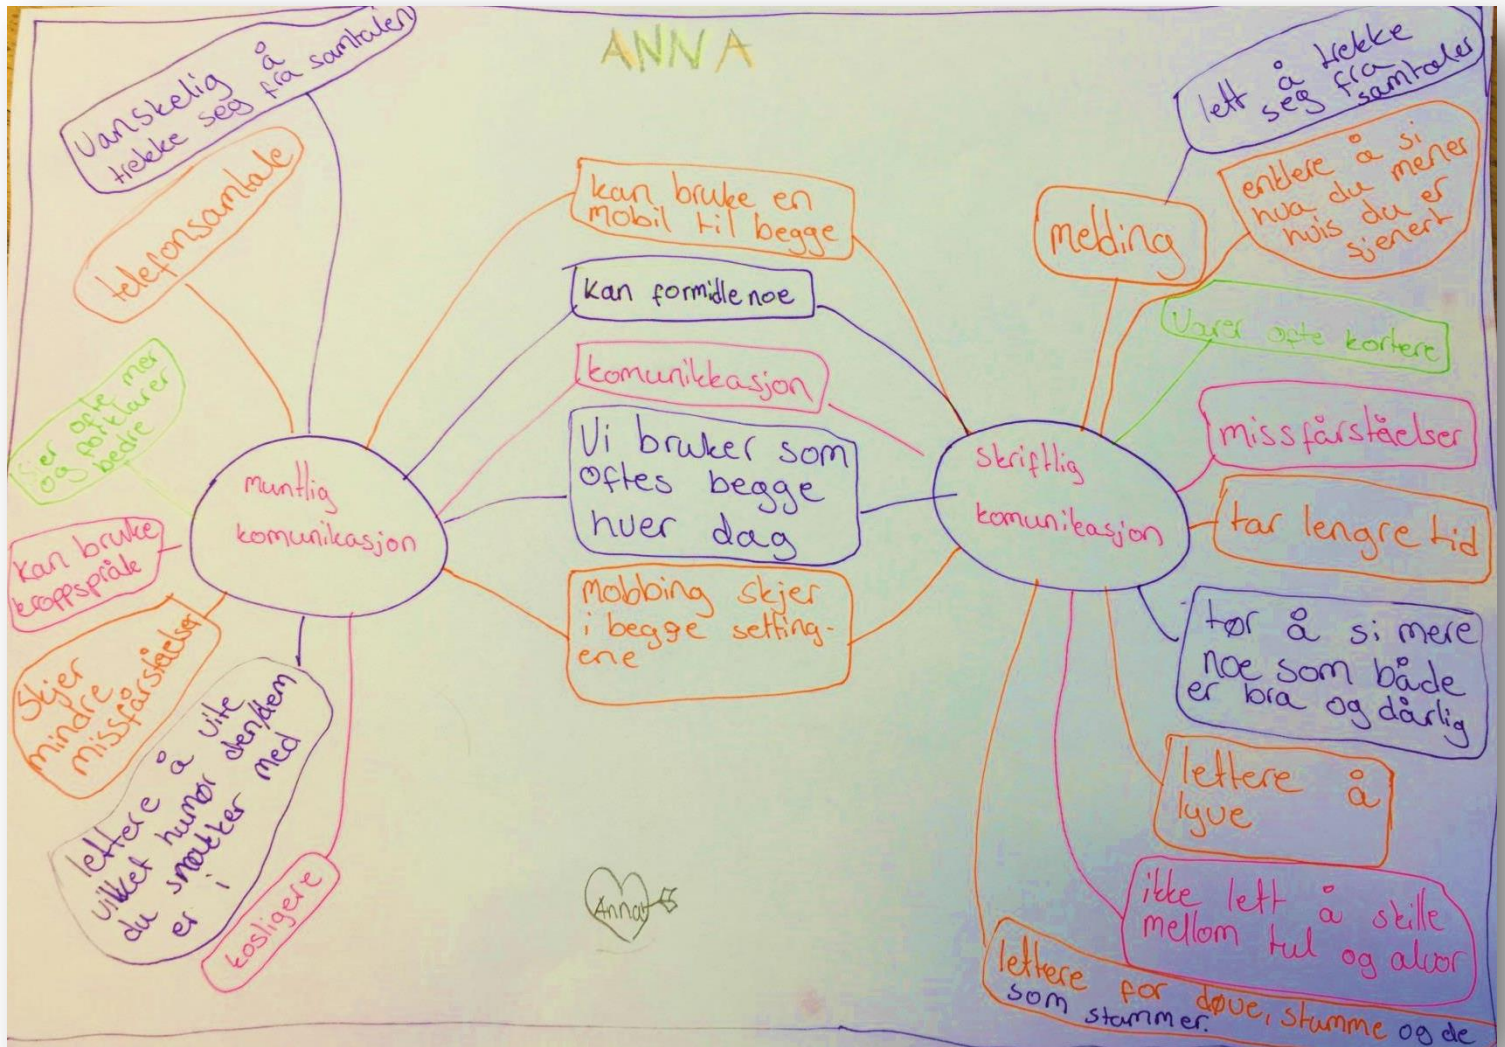 ANNA
Vanskelig å
trekke seg fra samtalen
telefonsamtale
Sier ofte mer
og forklarer
bedre
kan bruke
kroppspråk
Skjer
mindre
missfårståelser
lettere å vite
vilket humør den/dem
du snakker med
er i
kosligere
muntlig
komunikasjon
kan bruke en
mobil til begge
kan formidle noe
komunikkasjon
Vi bruker som
oftes begge
hver dag
Mobbing skjer
i begge setting-
ene
Anna
skriftlig
komunikasjon
lett å trekke
seg fra
samtaler
melding
enklere å si
hva du mener
hvis du er
sjenert
Varer ofte kortere
missfårståelser
tar lengre tid
tør å si mere
noe som både
er bra og dårlig
lettere å
lyve
ikke lett å skille
mellom tul og alvor
lettere for døve, stumme og de
som stammer.